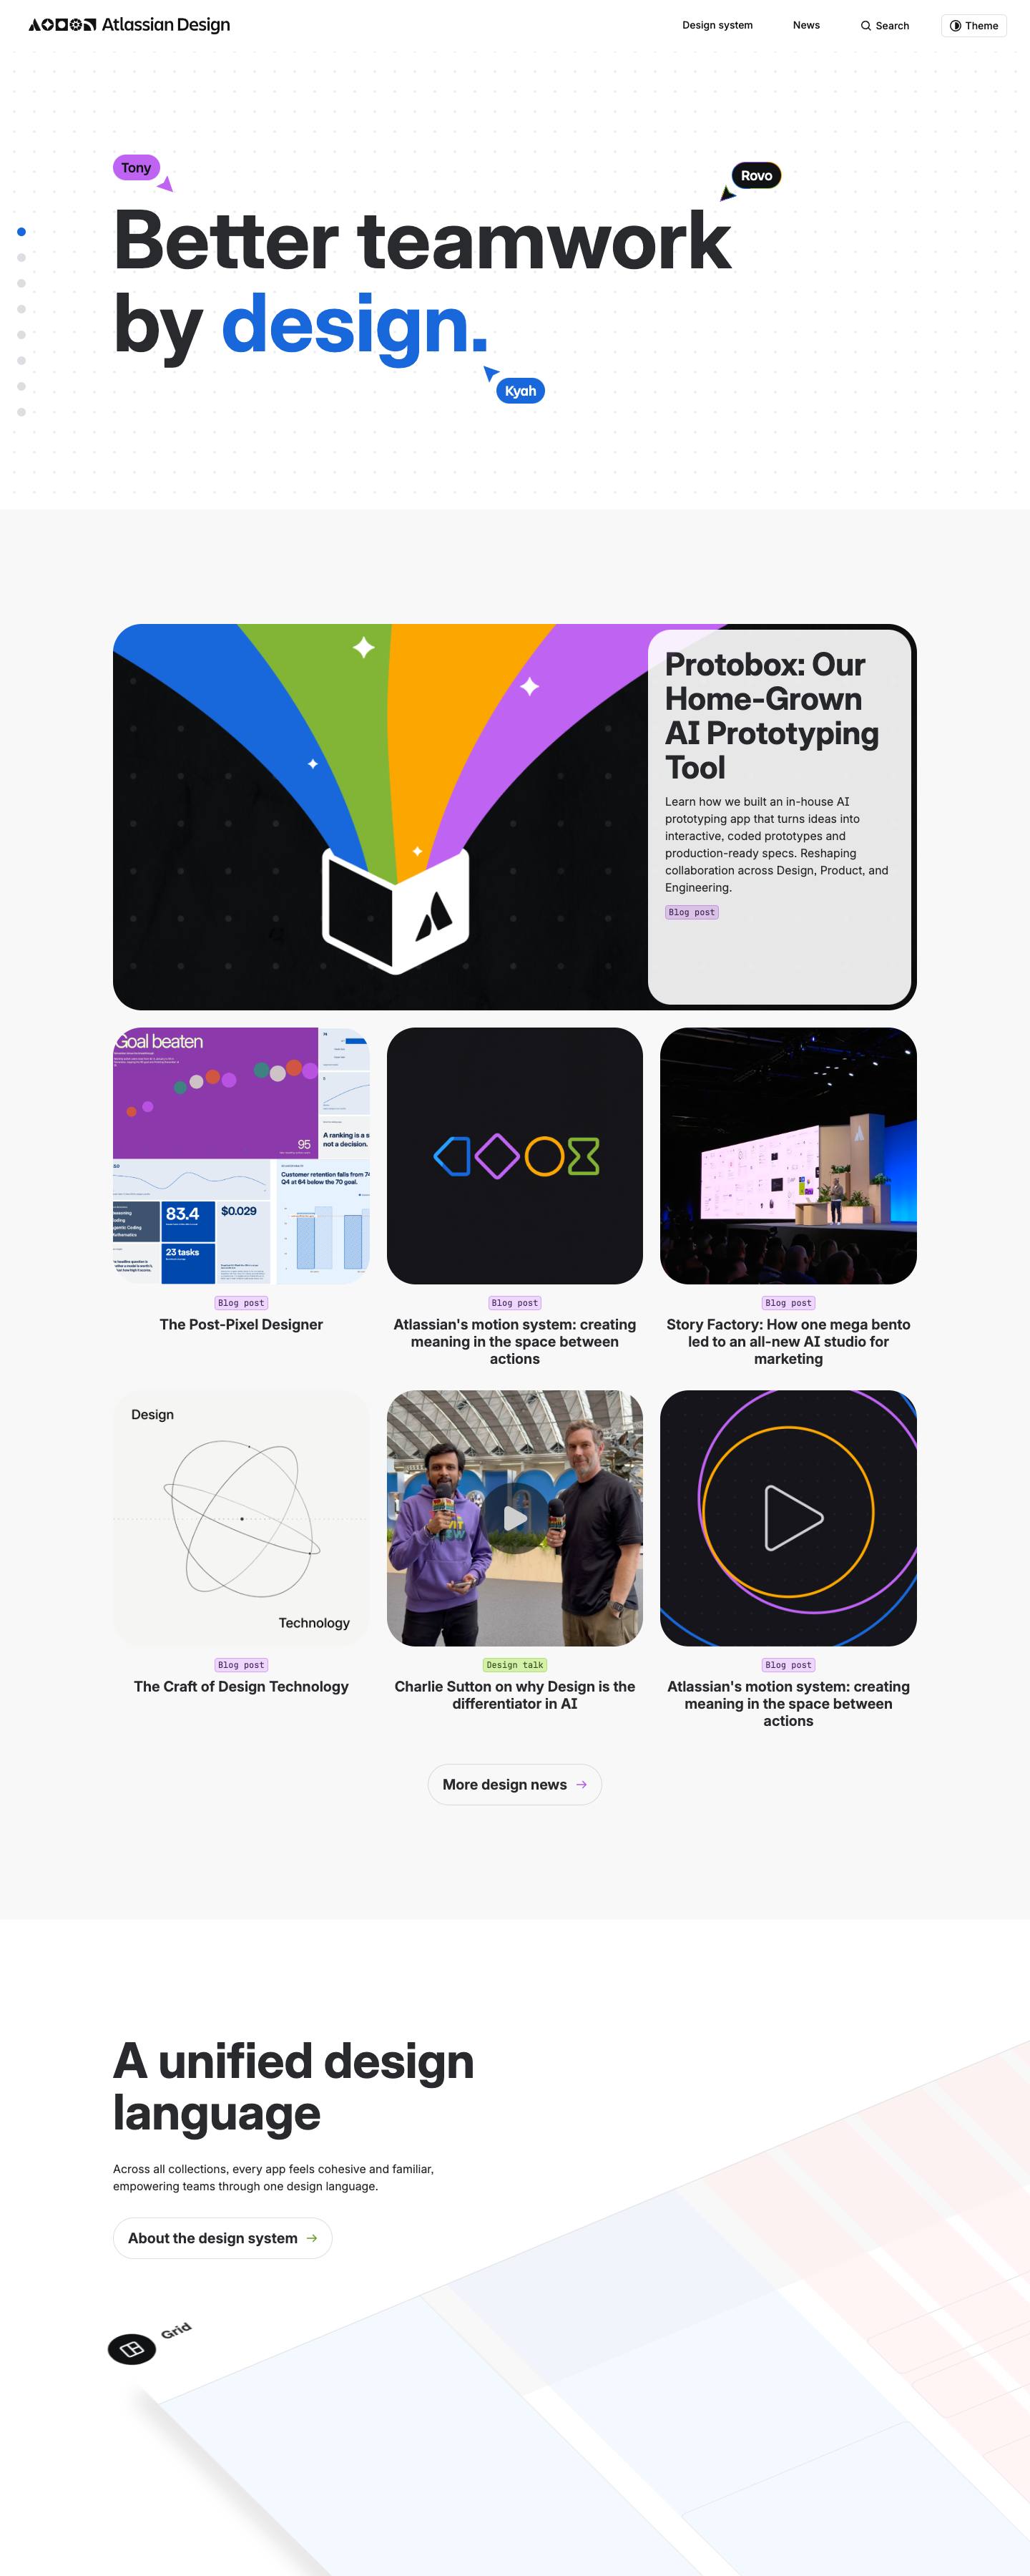 Atlassian Design
Design system
News
Search
Theme
Tony
Rovo
Better teamwork
by design.
Kyah
Protobox: Our
Home-Grown
AI Prototyping
Tool
Learn how we built an in-house AI
prototyping app that turns ideas into
interactive, coded prototypes and
production-ready specs. Reshaping
collaboration across Design, Product, and
Engineering.
Blog post
Goal beaten
95
A ranking is a s
not a decision.
Customer retention falls from 74
Q4 at 64 below the 70 goal.
83.4
$0.029
23 tasks
Blog post
The Post-Pixel Designer
Blog post
Atlassian's motion system: creating
meaning in the space between
actions
Blog post
Story Factory: How one mega bento
led to an all-new AI studio for
marketing
Design
Technology
Blog post
The Craft of Design Technology
Design talk
Charlie Sutton on why Design is the
differentiator in AI
Blog post
Atlassian's motion system: creating
meaning in the space between
actions
More design news
A unified design
language
Across all collections, every app feels cohesive and familiar,
empowering teams through one design language.
About the design system
Grid